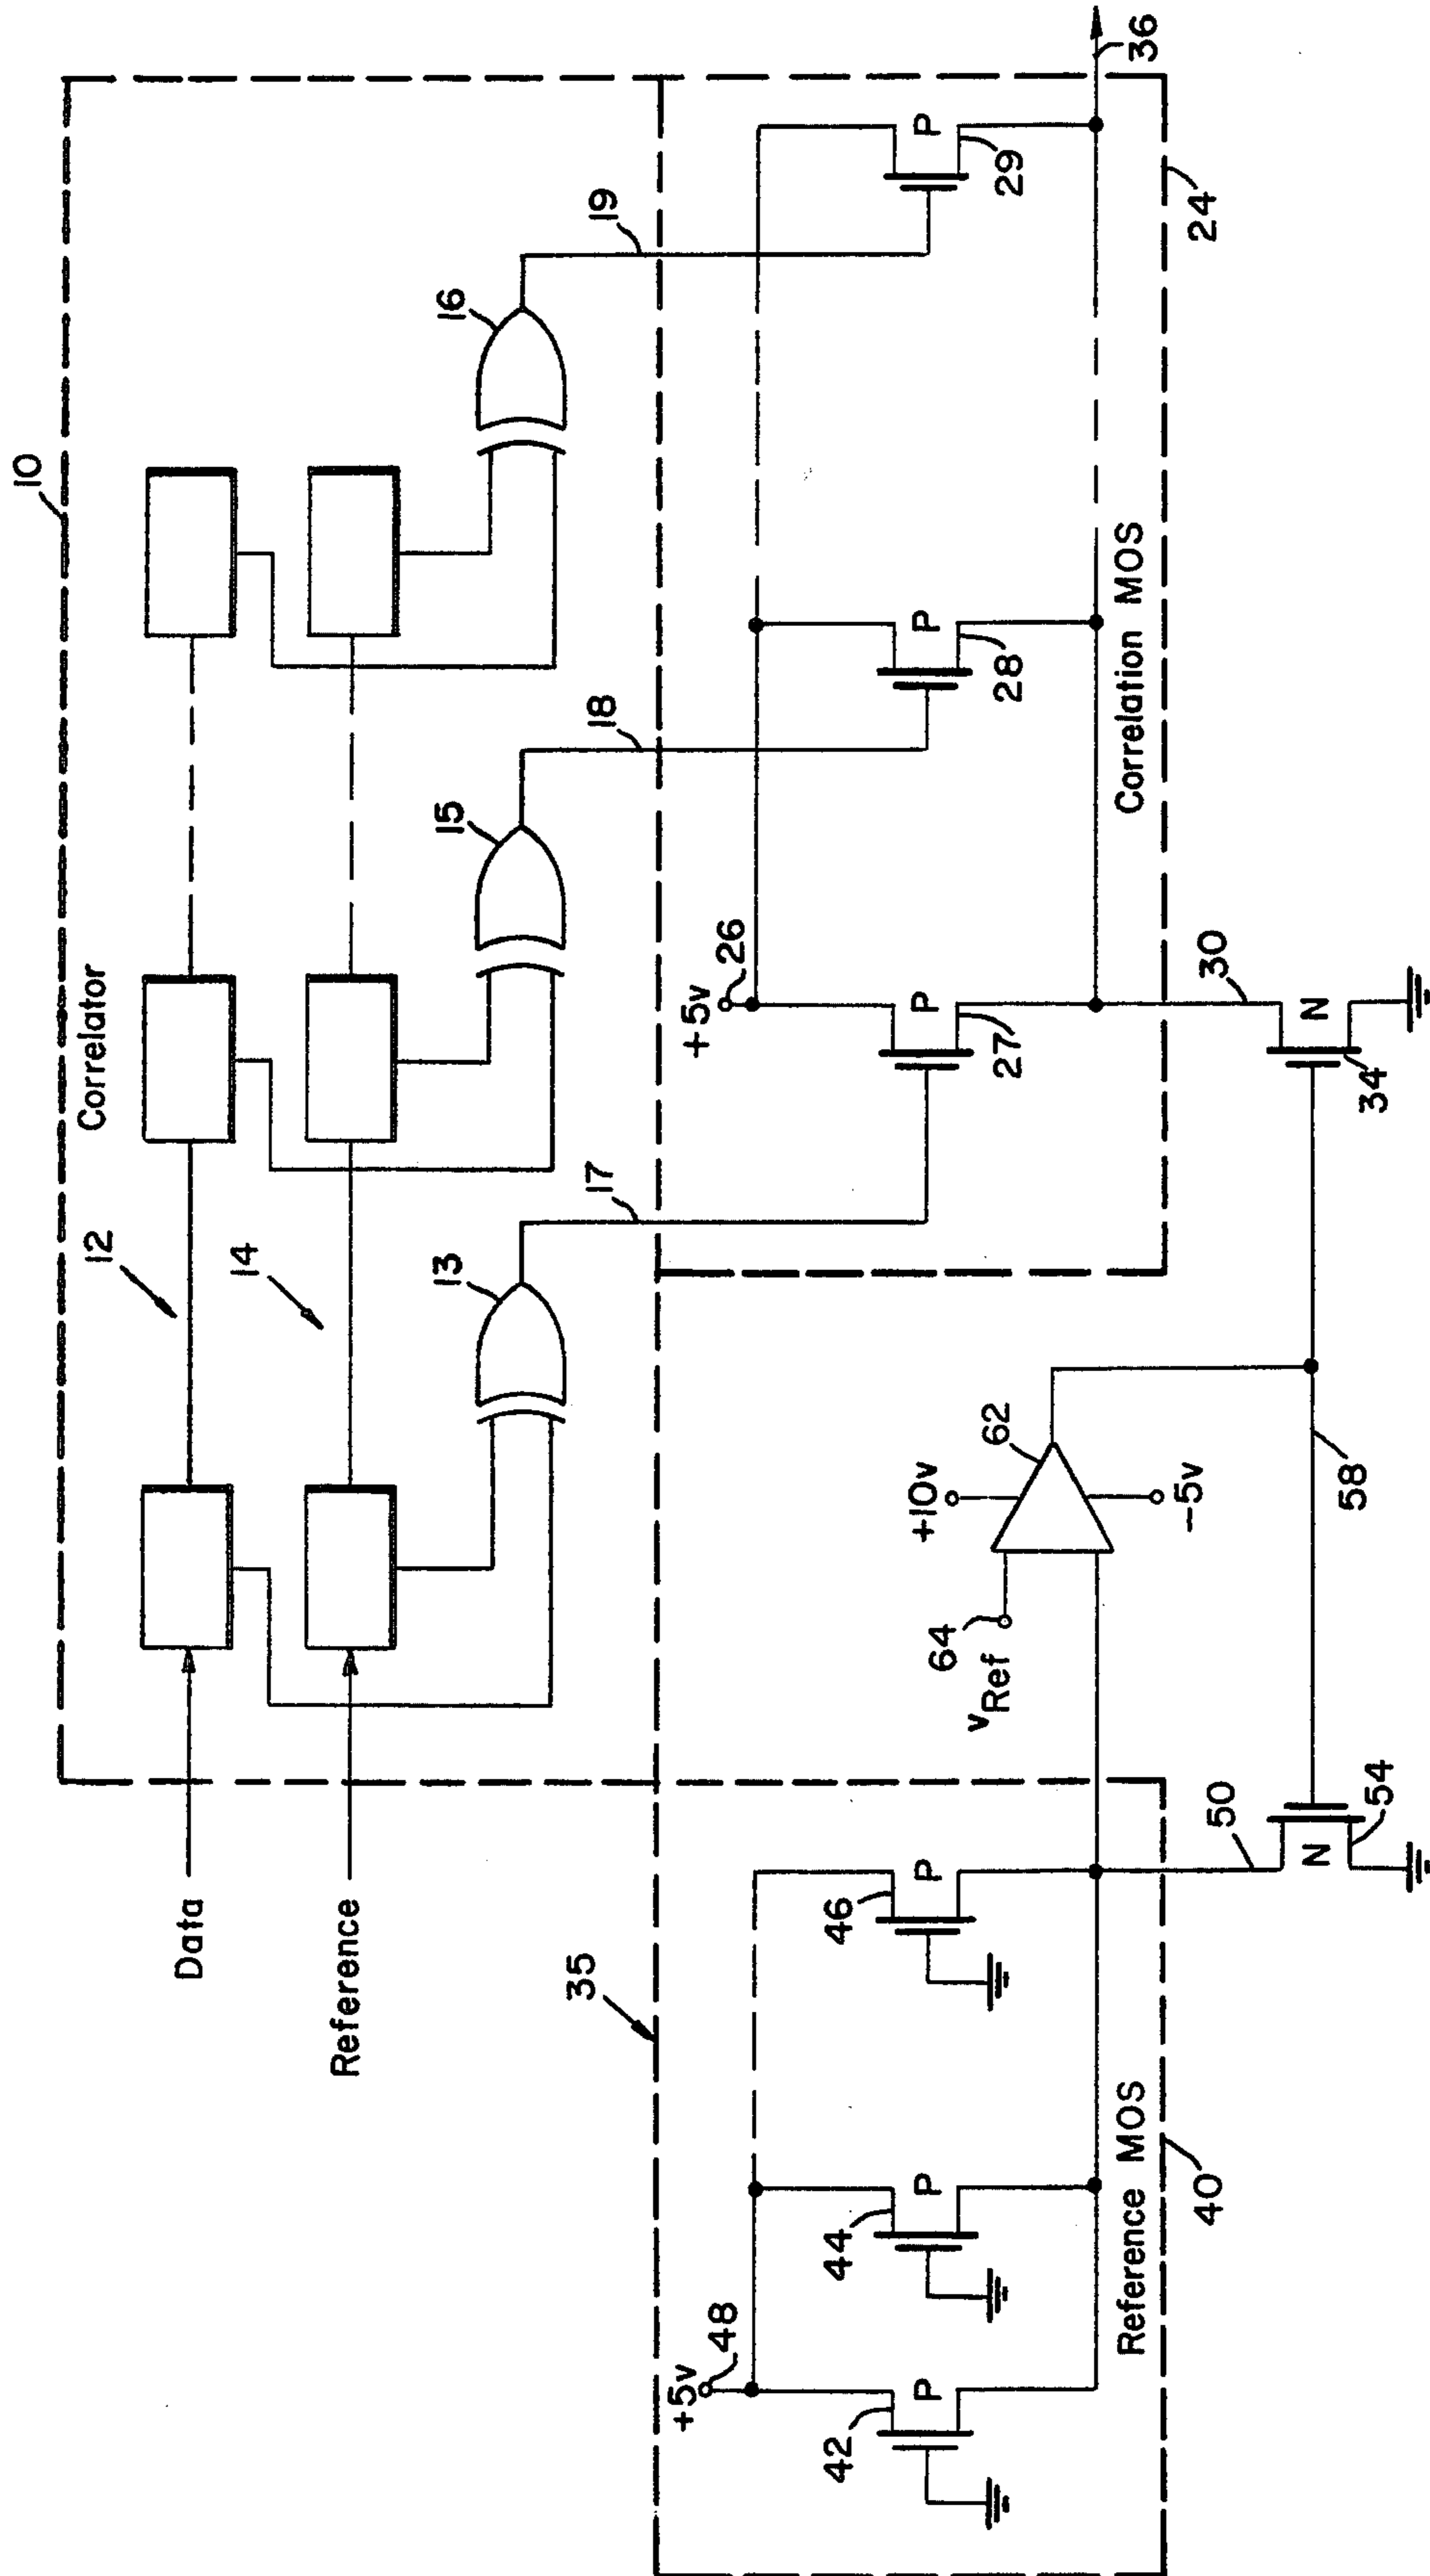 10
Correlator
12
14
Data
Reference
13
15
16
17
18
19
35
+5v
48
42
P
44
P
46
P
Reference MOS
40
50
N
54
VRef
64
+10v
62
-5v
58
+5v
26
27
P
28
P
29
P
Correlation MOS
24
36
30
N
34